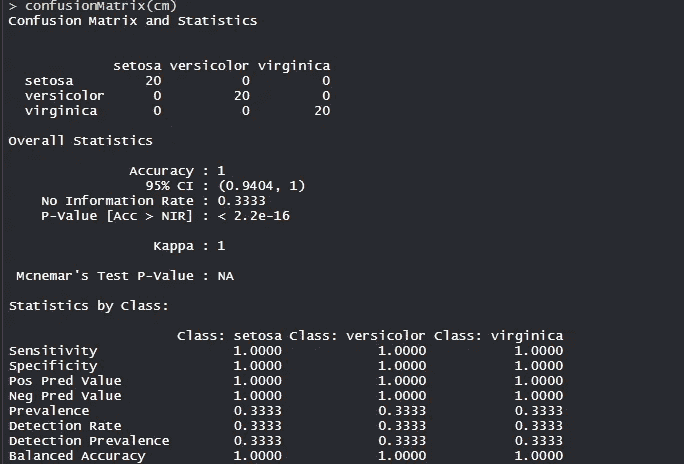 > confusionMatrix(cm)
Confusion Matrix and Statistics
setosa versicolor virginica
setosa 20 0 0
versicolor 0 20 0
virginica 0 0 20
Overall Statistics
Accuracy : 1
95% CI : (0.9404, 1)
No Information Rate : 0.3333
P-Value [Acc > NIR] : < 2.2e-16
Kappa : 1
Mcnemar's Test P-Value : NA
Statistics by Class:
Class: setosa Class: versicolor Class: virginica
Sensitivity 1.0000 1.0000 1.0000
Specificity 1.0000 1.0000 1.0000
Pos Pred Value 1.0000 1.0000 1.0000
Neg Pred Value 1.0000 1.0000 1.0000
Prevalence 0.3333 0.3333 0.3333
Detection Rate 0.3333 0.3333 0.3333
Detection Prevalence 0.3333 0.3333 0.3333
Balanced Accuracy 1.0000 1.0000 1.0000